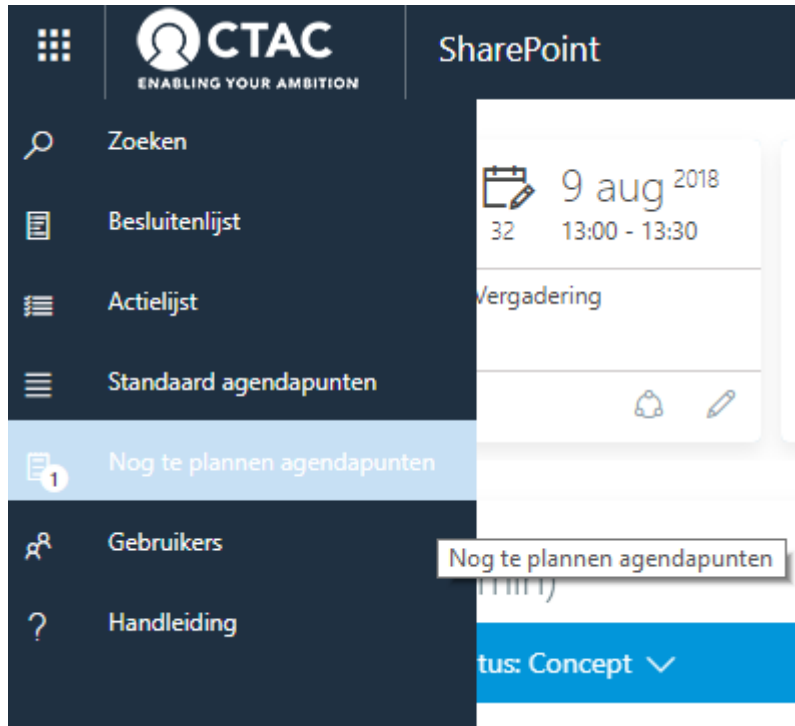 CTAC
ENABLING YOUR AMBITION
SharePoint
Zoeken
Besluitenlijst
Actielijst
Standaard agendapunten
Nog te plannen agendapunten
1
Gebruikers
Handleiding
9 aug 2018
32 13:00 - 13:30
Vergadering
Nog te plannen agendapunten
min)
tus: Concept